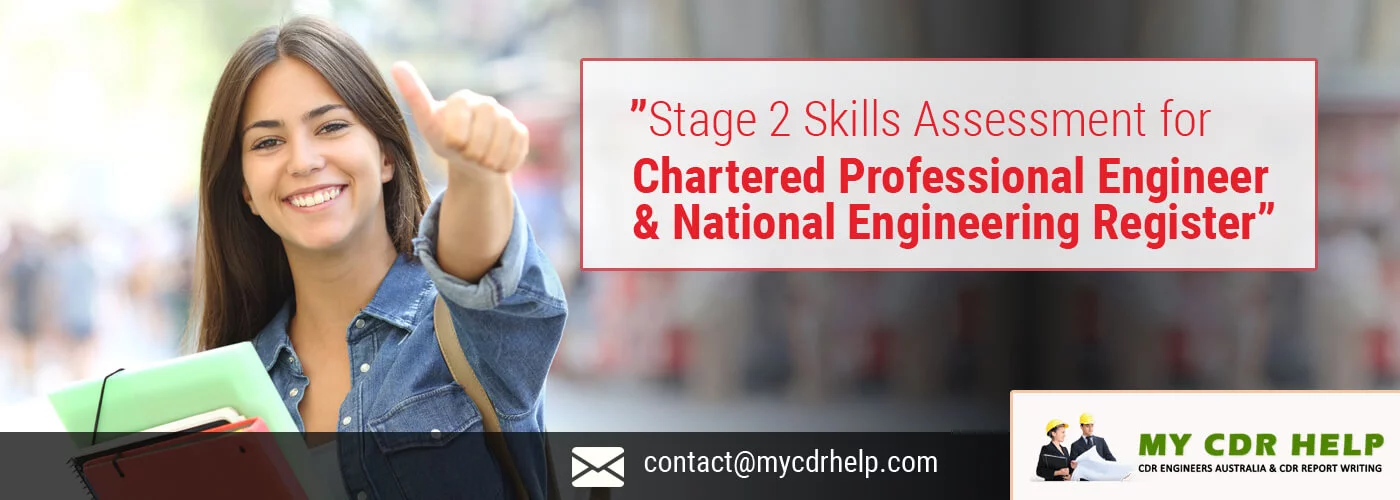 ”Stage 2 Skills Assessment for
Chartered Professional Engineer
& National Engineering Register”
contact@mycdrhelp.com
MY CDR HELP
CDR ENGINEERS AUSTRALIA & CDR REPORT WRITING